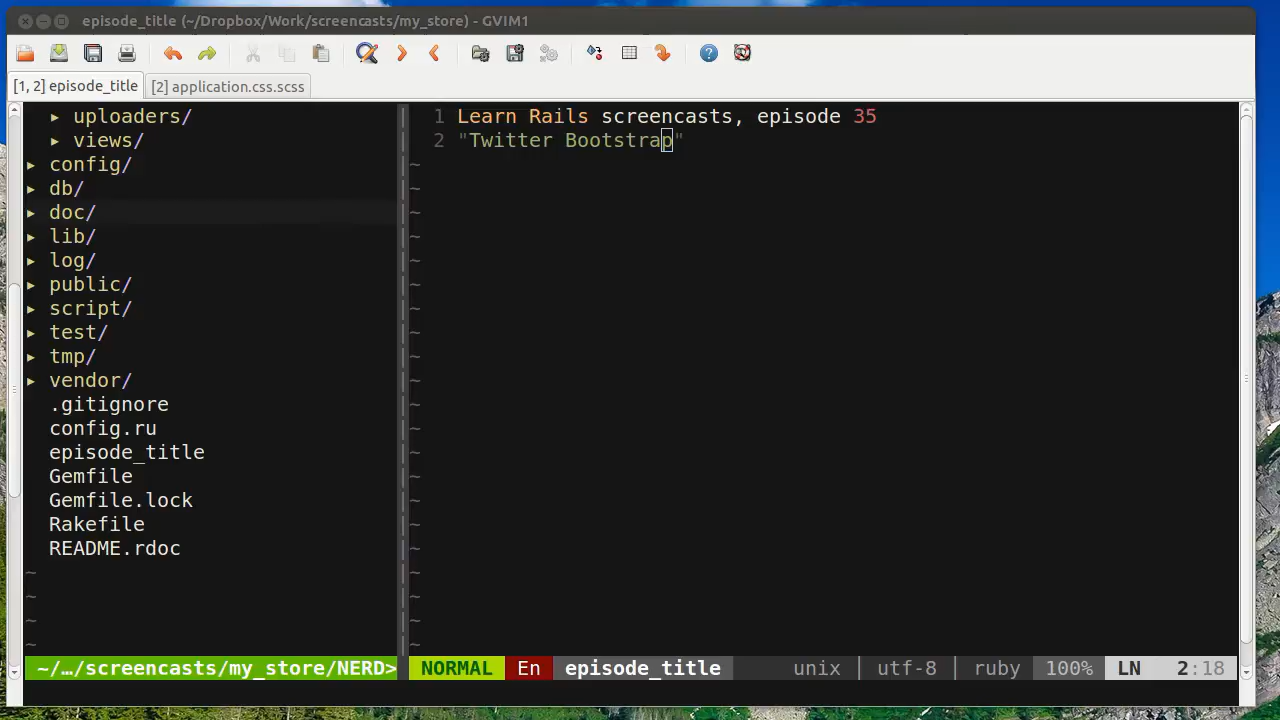 episode_title (~/Dropbox/Work/screencasts/my_store) - GVIM1
[1, 2] episode_title
[2] application.css.scss
▸ uploaders/
▸ views/
▸ config/
▸ db/
▸ doc/
▸ lib/
▸ log/
▸ public/
▸ script/
▸ test/
▸ tmp/
▸ vendor/
.gitignore
config.ru
episode_title
Gemfile
Gemfile.lock
Rakefile
README.rdoc
1 Learn Rails screencasts, episode 35
2 "Twitter Bootstrap"
~/…/screencasts/my_store/NERD>
NORMAL En episode_title unix | utf-8 | ruby 100% LN 2:18